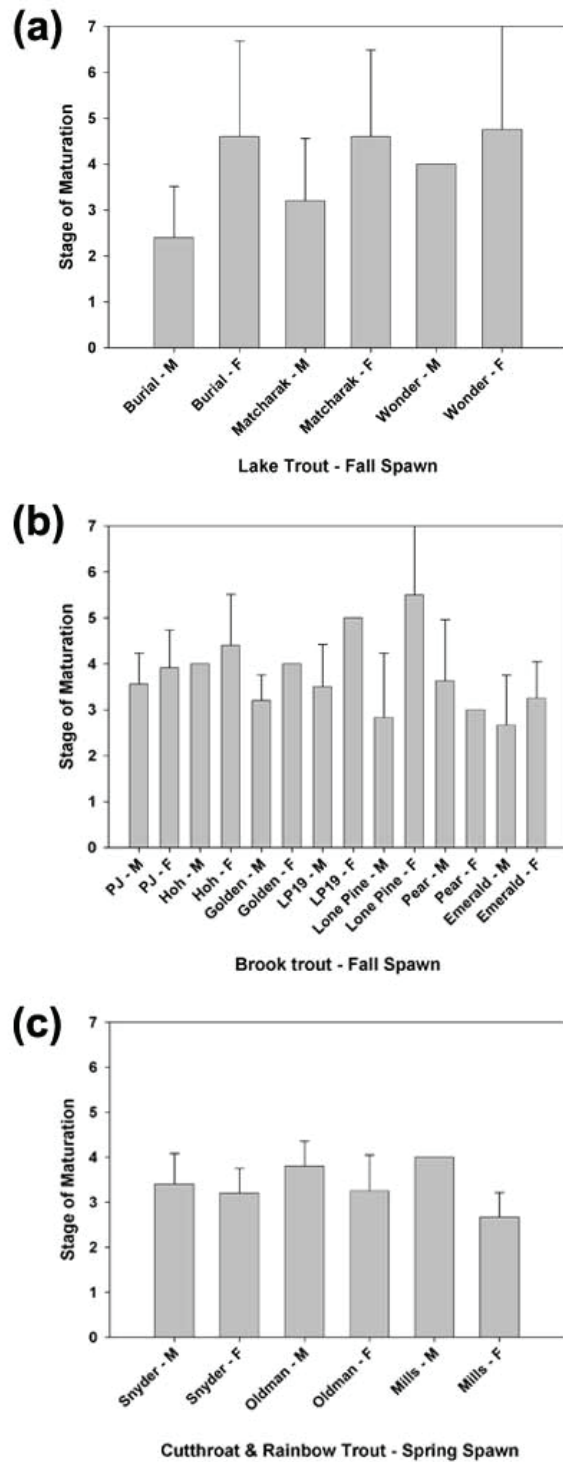 (a)
7
6
5
4
3
2
1
0
Stage of Maturation
Burial - M
Burial - F
Matcharak - M
Matcharak - F
Wonder - M
Wonder - F
Lake Trout - Fall Spawn
(b)
7
6
5
4
3
2
1
0
Stage of Maturation
PJ - M
PJ - F
Hoh - M
Hoh - F
Golden - M
Golden - F
LP19 - M
LP19 - F
Lone Pine - M
Lone Pine - F
Pear - M
Pear - F
Emerald - M
Emerald - F
Brook trout - Fall Spawn
(c)
7
6
5
4
3
2
1
0
Stage of Maturation
Snyder - M
Snyder - F
Oldman - M
Oldman - F
Mills - M
Mills - F
Cutthroat & Rainbow Trout - Spring Spawn